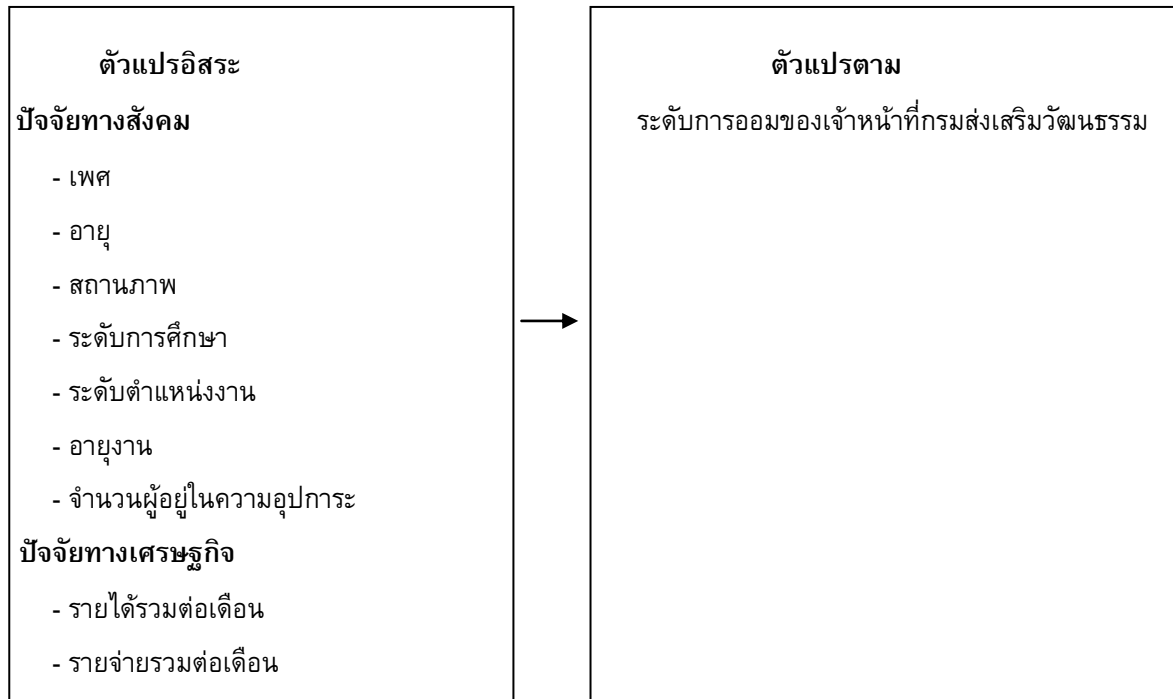 ตัวแปรอิสระ
ปัจจัยทางสังคม
- เพศ
- อายุ
- สถานภาพ
- ระดับการศึกษา
- ระดับตำแหน่งงาน
- อายุงาน
- จำนวนผู้อยู่ในความอุปการะ
ปัจจัยทางเศรษฐกิจ
- รายได้รวมต่อเดือน
- รายจ่ายรวมต่อเดือน
ตัวแปรตาม
ระดับการออมของเจ้าหน้าที่กรมส่งเสริมวัฒนธรรม